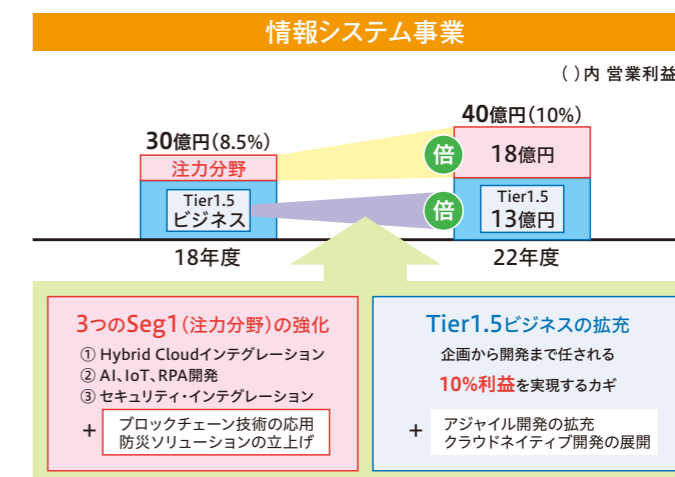 情報システム事業
( )内 営業利益
30億円(8.5%)
40億円(10%)
注力分野
倍
18億円
Tier1.5
ビジネス
倍
Tier1.5
13億円
18年度
22年度
3つのSeg1(注力分野)の強化
① Hybrid Cloudインテグレーション
② AI、IoT、RPA開発
③ セキュリティ・インテグレーション
+
ブロックチェーン技術の応用
防災ソリューションの立上げ
Tier1.5ビジネスの拡充
企画から開発まで任される
10%利益を実現するカギ
+
アジャイル開発の拡充
クラウドネイティブ開発の展開